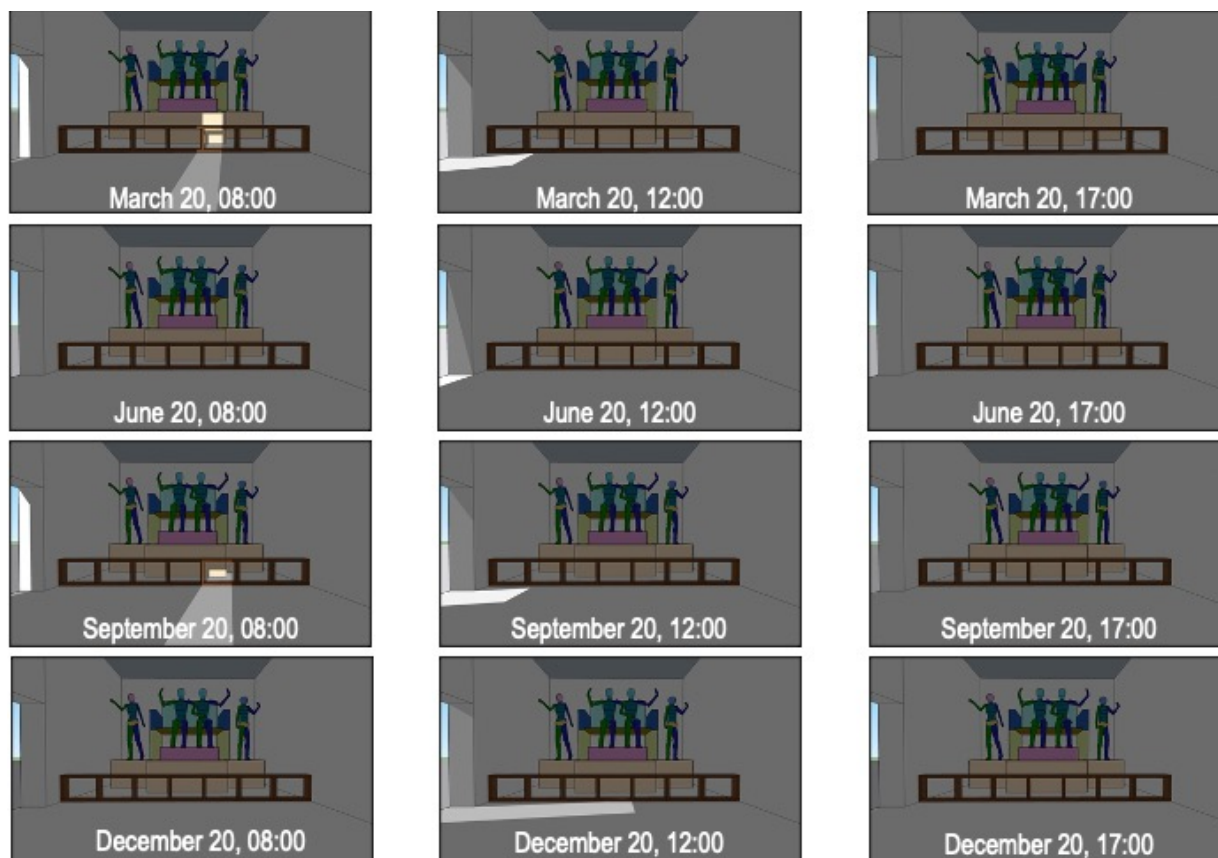 March 20, 08:00
March 20, 12:00
March 20, 17:00
June 20, 08:00
June 20, 12:00
June 20, 17:00
September 20, 08:00
September 20, 12:00
September 20, 17:00
December 20, 08:00
December 20, 12:00
December 20, 17:00